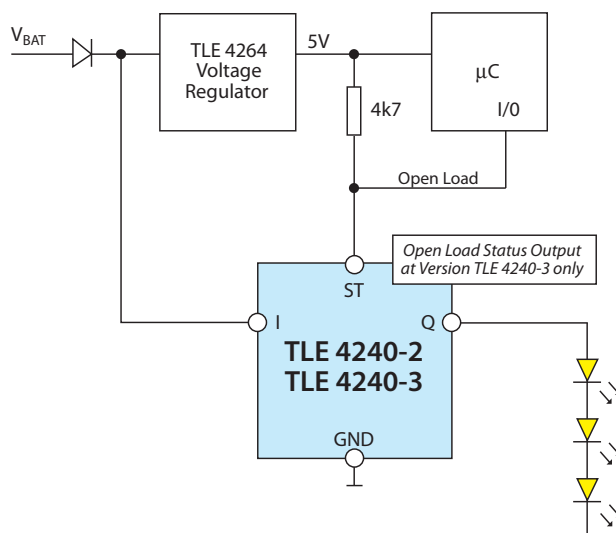 V_BAT
TLE 4264
Voltage
Regulator
5V
μC
I/0
4k7
Open Load
Open Load Status Output
at Version TLE 4240-3 only
ST
I
Q
TLE 4240-2
TLE 4240-3
GND